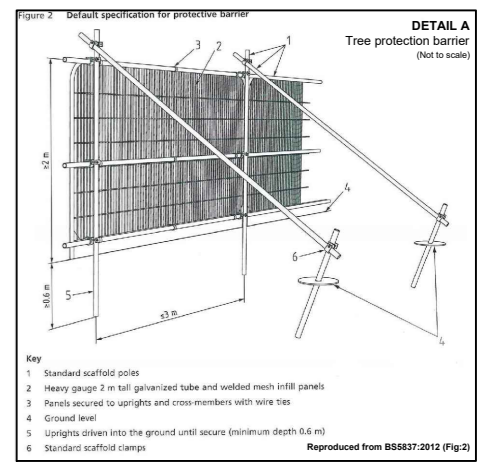 Figure 2 Default specification for protective barrier
DETAIL A
Tree protection barrier
(Not to scale)
3
2
1
≥2 m
4
6
≥0.6 m
5
≤3 m
4
Key
1 Standard scaffold poles
2 Heavy gauge 2 m tall galvanized tube and welded mesh infill panels
3 Panels secured to uprights and cross-members with wire ties
4 Ground level
5 Uprights driven into the ground until secure (minimum depth 0.6 m)
6 Standard scaffold clamps
Reproduced from BS5837:2012 (Fig:2)